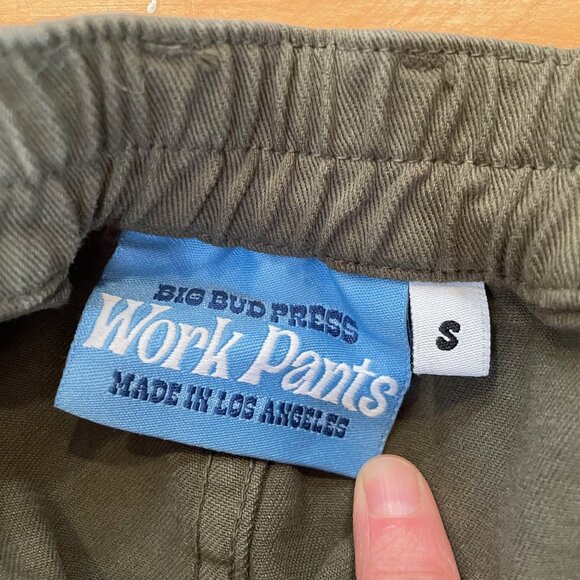 BIG BUD PRESS
Work Pants
MADE IN LOS ANGELES
S